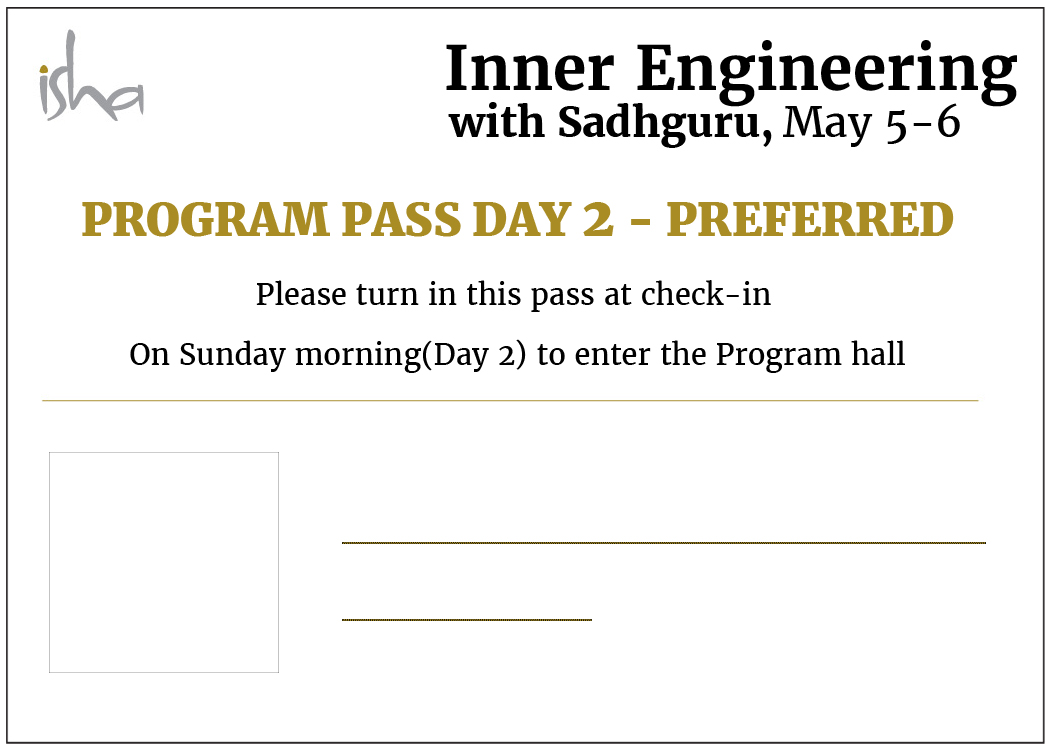 isha
Inner Engineering
with Sadhguru, May 5-6
PROGRAM PASS DAY 2 - PREFERRED
Please turn in this pass at check-in
On Sunday morning(Day 2) to enter the Program hall